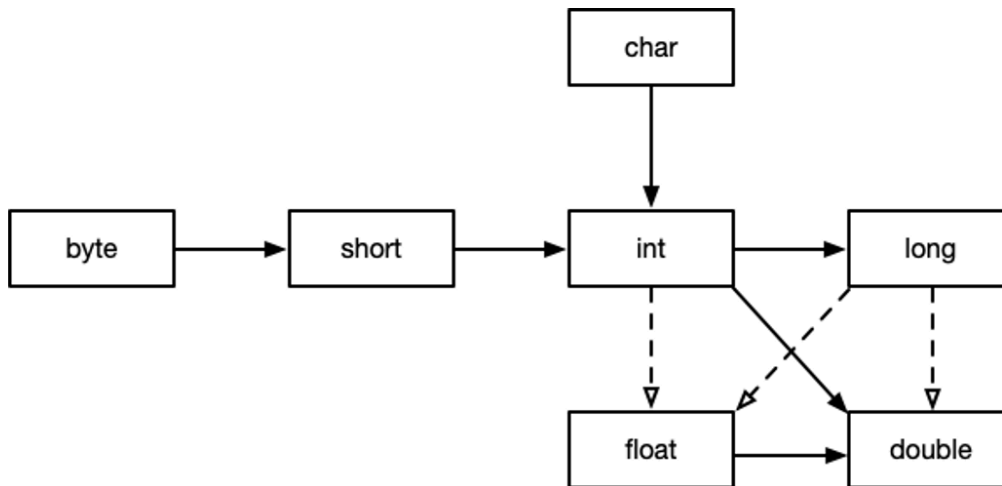 char
byte
short
int
long
float
double